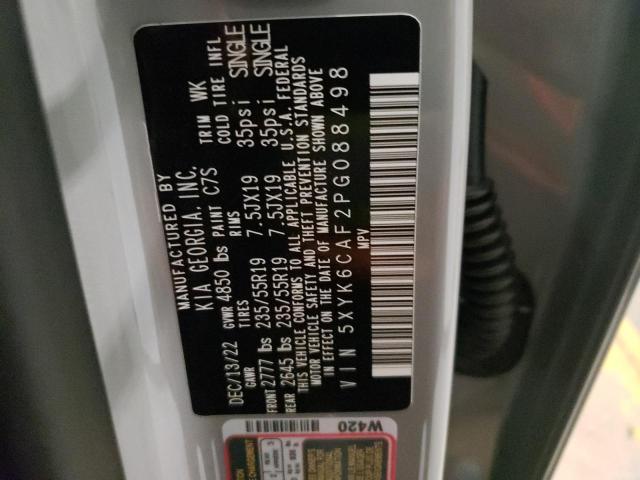 MANUFACTURED BY
KIA GEORGIA INC.
DEC/13/22 GVWR 4850 lbs PAINT C7S TRIM WK
GAWR TIRES RIMS COLD TIRE INFL
FRONT 2777 lbs 235/55R19 7.5JX19 35psi SINGLE
REAR 2645 lbs 235/55R19 7.5JX19 35psi SINGLE
THIS VEHICLE CONFORMS TO ALL APPLICABLE U.S.A. FEDERAL
MOTOR VEHICLE SAFETY AND THEFT PREVENTION STANDARDS
IN EFFECT ON THE DATE OF MANUFACTURE SHOWN ABOVE
VIN 5XYK6CAF2PG088498
MPV
W420